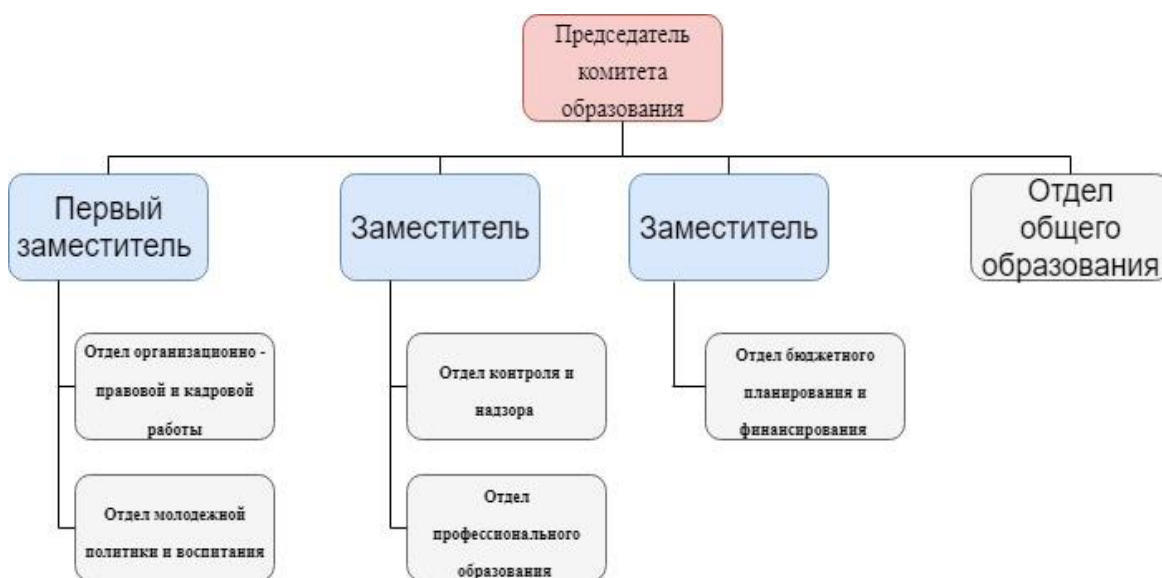 Председатель
комитета
образования
Первый
заместитель
Заместитель
Заместитель
Отдел
общего
образования
Отдел организационно -
правовой и кадровой
работы
Отдел контроля и
надзора
Отдел бюджетного
планирования и
финансирования
Отдел молодежной
политики и воспитания
Отдел
профессионального
образования